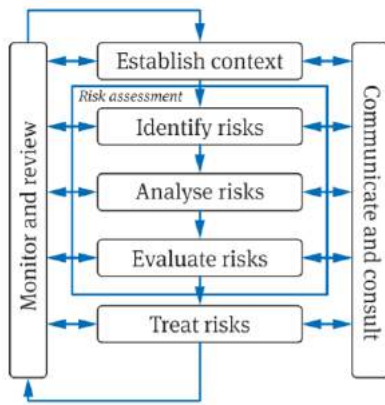 Establish context
Risk assessment
Identify risks
Analyse risks
Evaluate risks
Treat risks
Monitor and review
Communicate and consult